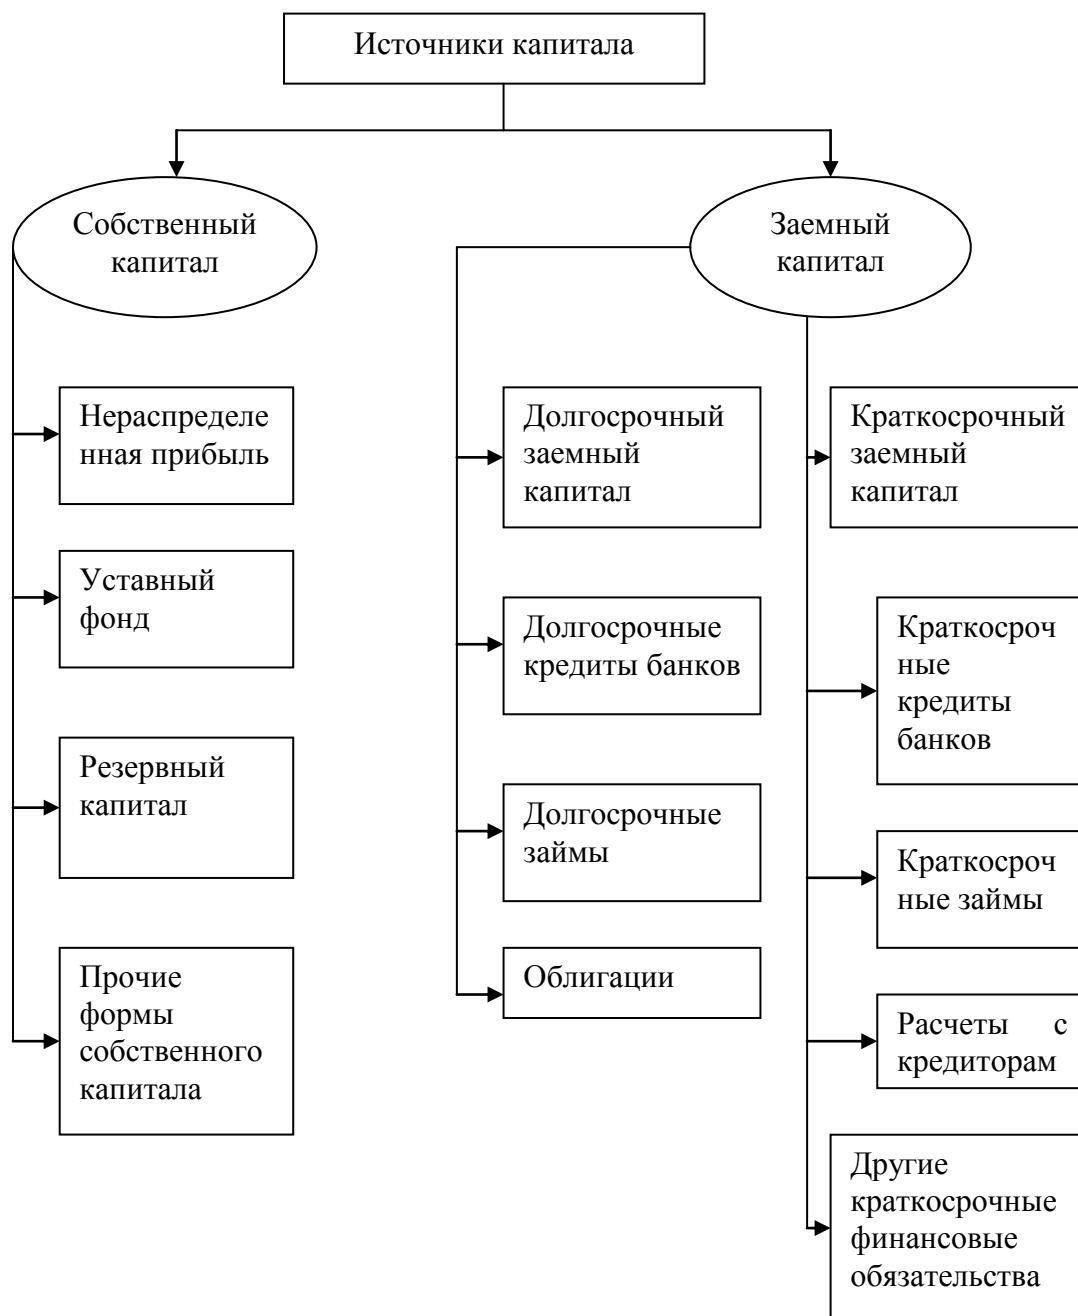 Источники капитала
Собственный
капитал
Заемный
капитал
Нераспределе
нная прибыль
Уставный
фонд
Резервный
капитал
Прочие
формы
собственного
капитала
Долгосрочный
заемный
капитал
Долгосрочные
кредиты банков
Долгосрочные
займы
Облигации
Краткосрочный
заемный
капитал
Краткосроч
ные
кредиты
банков
Краткосроч
ные займы
Расчеты с
кредиторам
Другие
краткосрочные
финансовые
обязательства